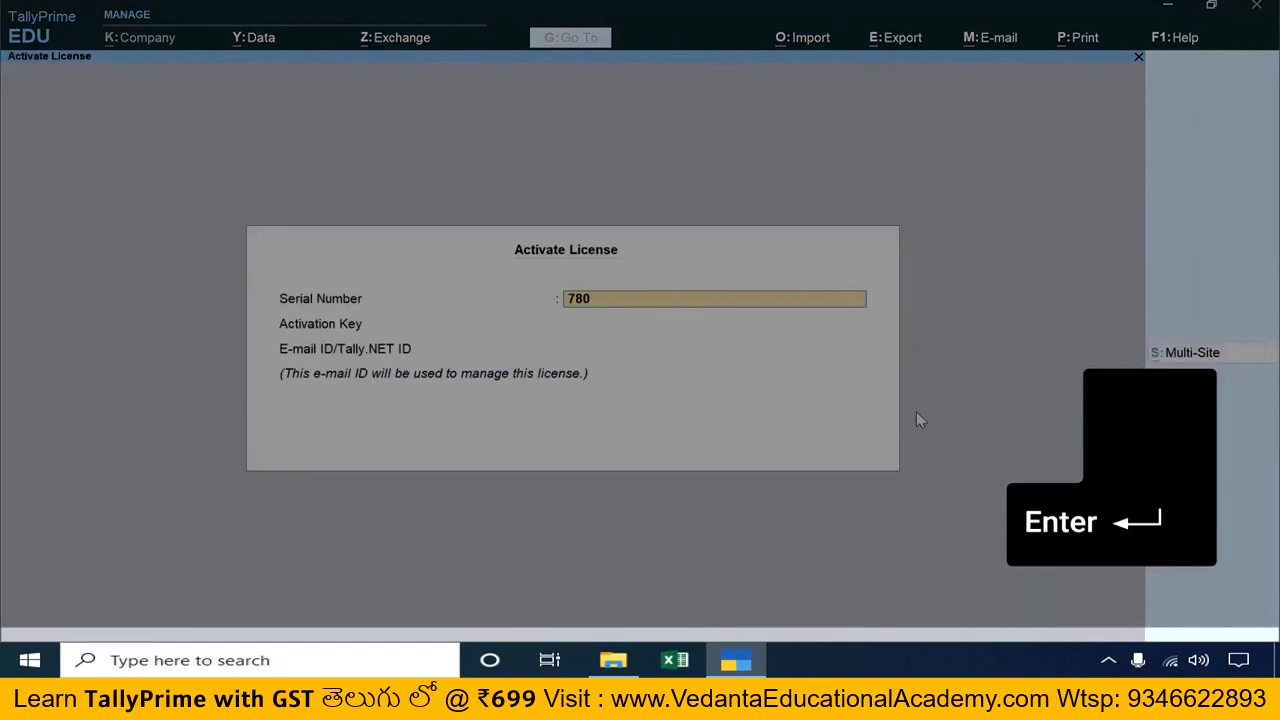 TallyPrime
EDU
MANAGE
K: Company
Y: Data
Z: Exchange
G: Go To
O: Import
E: Export
M: E-mail
P: Print
F1: Help
Activate License
Activate License
Serial Number : 780
Activation Key
E-mail ID/Tally.NET ID
(This e-mail ID will be used to manage this license.)
S: Multi-Site
Enter
Type here to search
Learn TallyPrime with GST తెలుగు లో @ ₹699 Visit : www.VedantaEducationalAcademy.com Wtsp: 9346622893